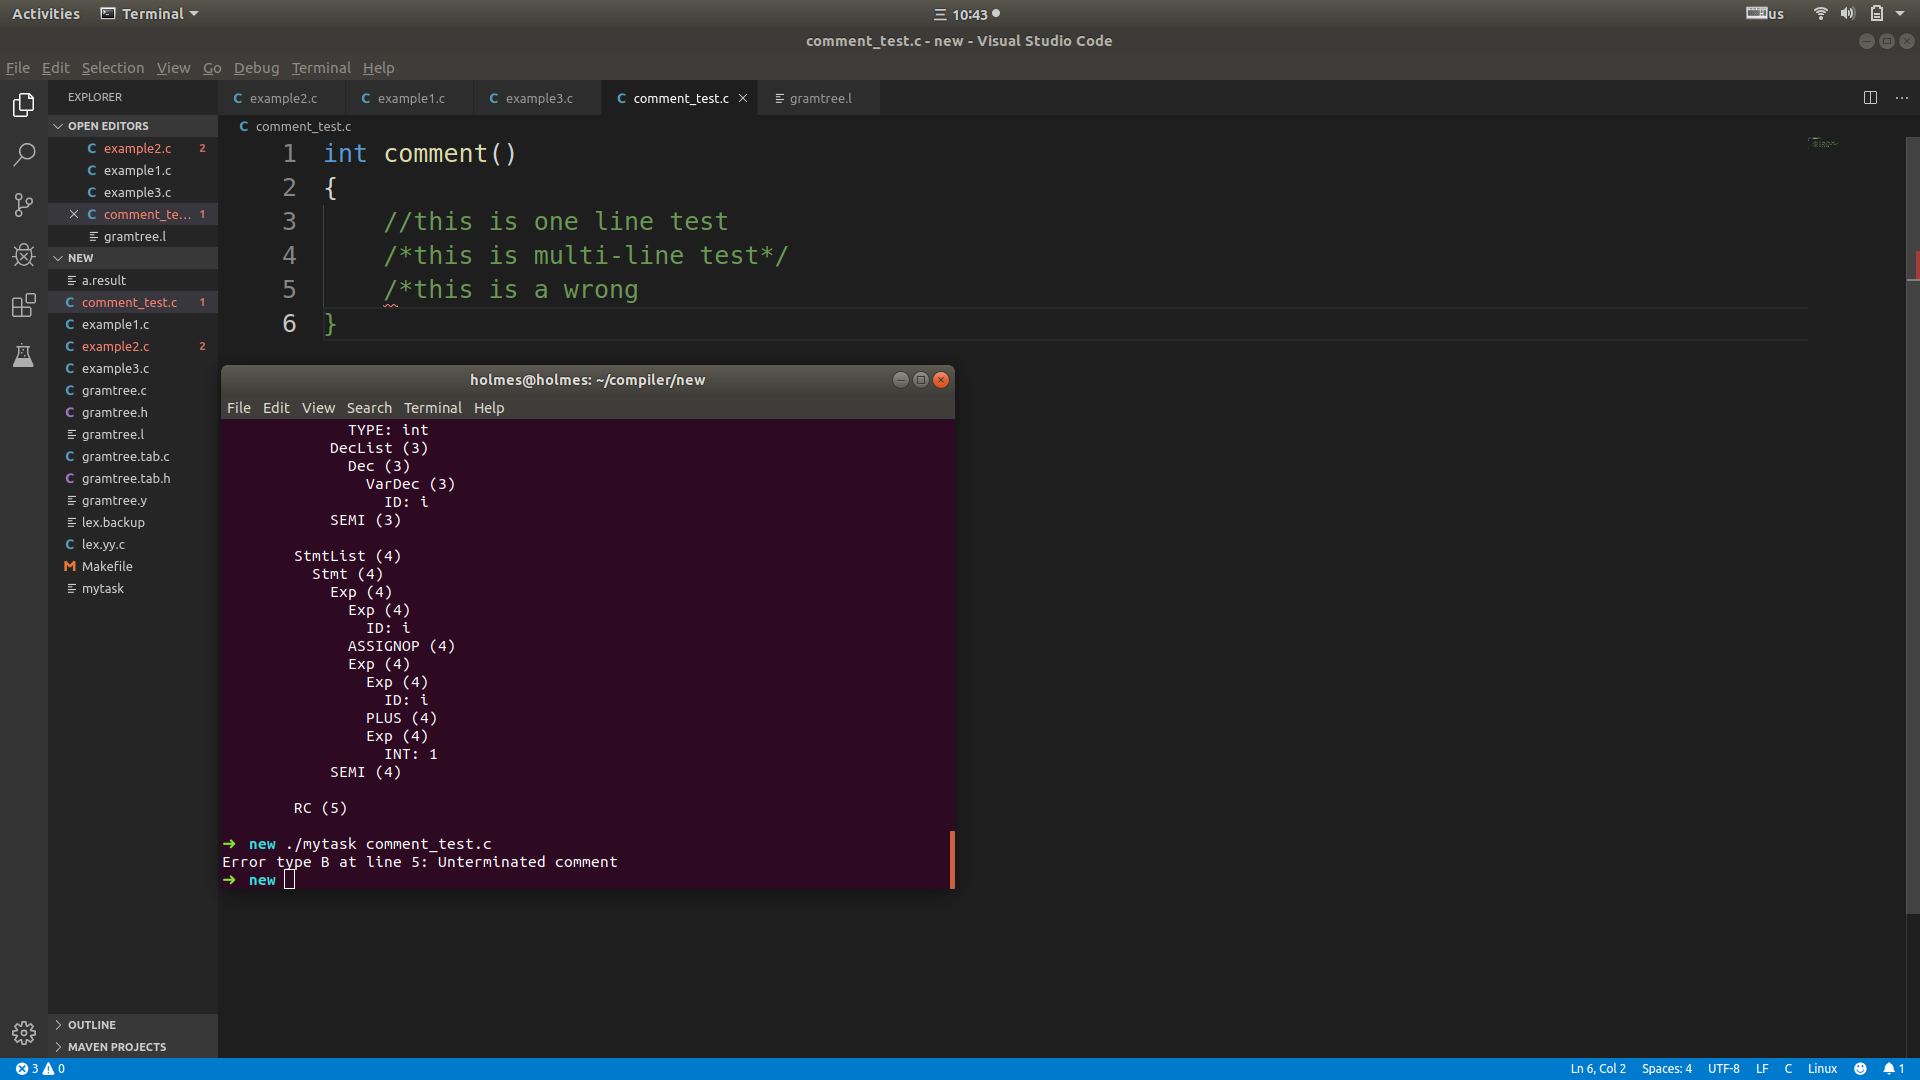 Activities Terminal 三 10:43 us
comment_test.c - new - Visual Studio Code
File Edit Selection View Go Debug Terminal Help
EXPLORER
OPEN EDITORS
C example2.c 2
C example1.c
C example3.c
C comment_te... 1
gramtree.l
NEW
a.result
C comment_test.c 1
C example1.c
C example2.c 2
C example3.c
C gramtree.c
C gramtree.h
gramtree.l
C gramtree.tab.c
C gramtree.tab.h
gramtree.y
lex.backup
C lex.yy.c
M Makefile
mytask
OUTLINE
MAVEN PROJECTS
C example2.c C example1.c C example3.c C comment_test.c gramtree.l
C comment_test.c
1 int comment()
2 {
3 //this is one line test
4 /*this is multi-line test*/
5 /*this is a wrong
6 }
holmes@holmes: ~/compiler/new
File Edit View Search Terminal Help
TYPE: int
DecList (3)
Dec (3)
VarDec (3)
ID: i
SEMI (3)
StmtList (4)
Stmt (4)
Exp (4)
Exp (4)
ID: i
ASSIGNOP (4)
Exp (4)
Exp (4)
ID: i
PLUS (4)
Exp (4)
INT: 1
SEMI (4)
RC (5)
➜ new ./mytask comment_test.c
Error type B at line 5: Unterminated comment
➜ new
3 0 Ln 6, Col 2 Spaces: 4 UTF-8 LF C Linux 1